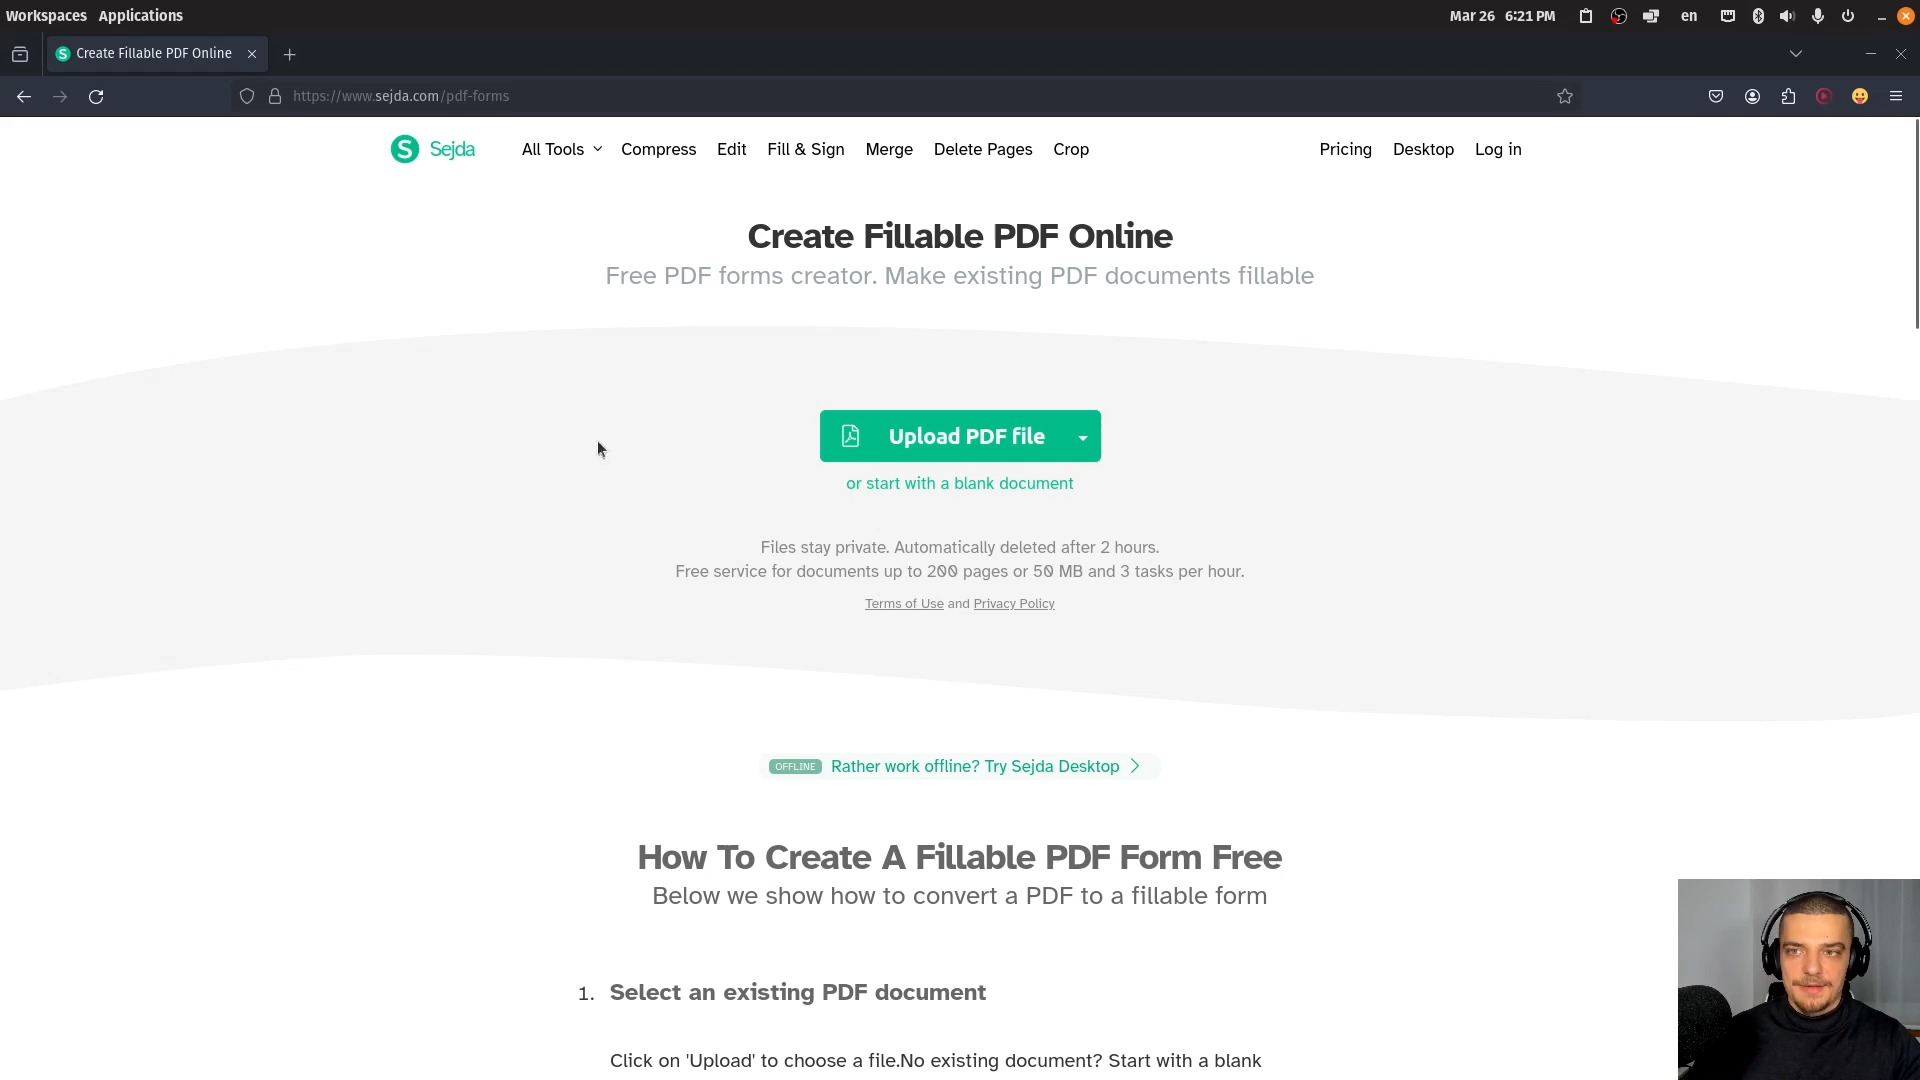 Workspaces Applications
Mar 26 6:21 PM
en
Create Fillable PDF Online
https://www.sejda.com/pdf-forms
S Sejda
All Tools
Compress
Edit
Fill & Sign
Merge
Delete Pages
Crop
Pricing
Desktop
Log in
Create Fillable PDF Online
Free PDF forms creator. Make existing PDF documents fillable
Upload PDF file
or start with a blank document
Files stay private. Automatically deleted after 2 hours.
Free service for documents up to 200 pages or 50 MB and 3 tasks per hour.
Terms of Use and Privacy Policy
OFFLINE Rather work offline? Try Sejda Desktop
How To Create A Fillable PDF Form Free
Below we show how to convert a PDF to a fillable form
1. Select an existing PDF document
Click on 'Upload' to choose a file.No existing document? Start with a blank